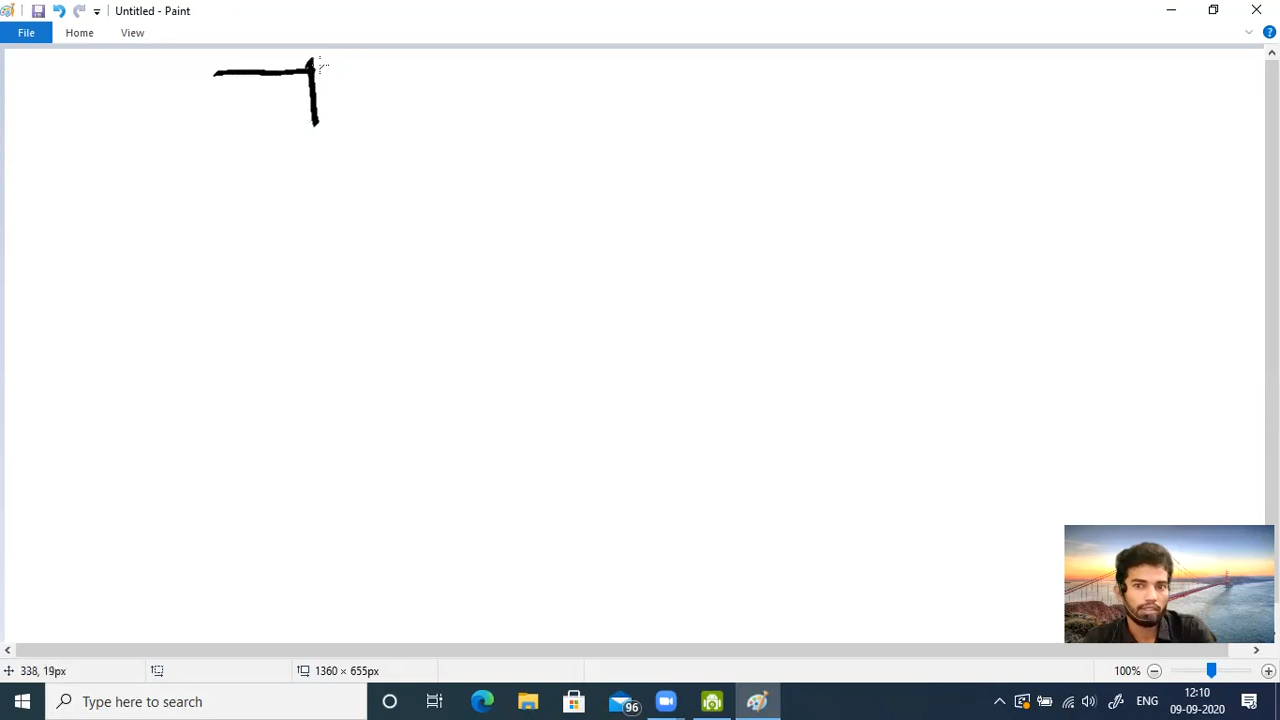 Untitled - Paint
File Home View
338, 19px 1360 × 655px 100%
Type here to search 96 ENG 12:10
09-09-2020